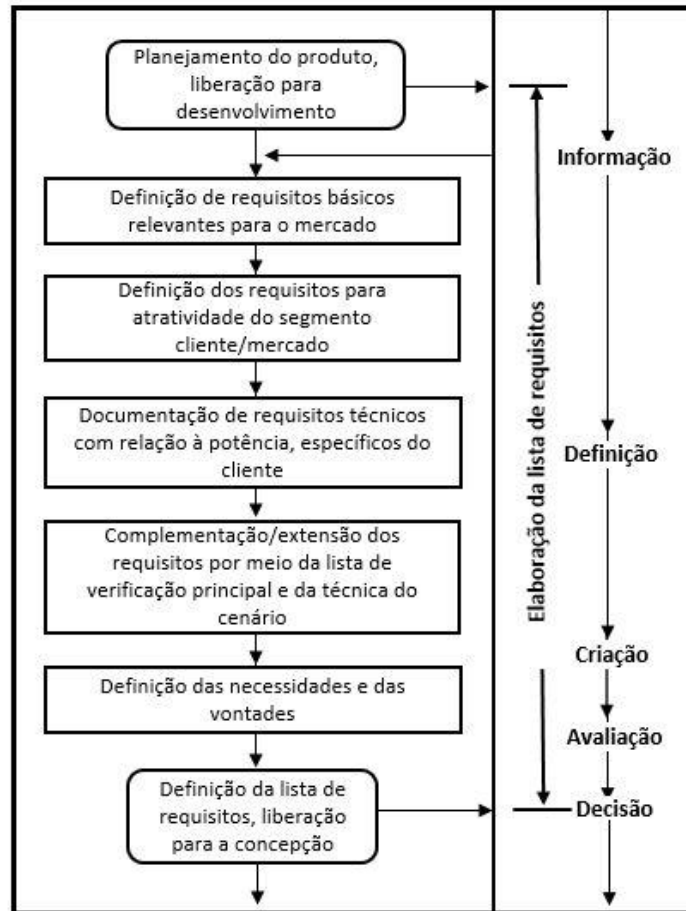 Planejamento do produto,
liberação para
desenvolvimento
Definição de requisitos básicos
relevantes para o mercado
Definição dos requisitos para
atratividade do segmento
cliente/mercado
Documentação de requisitos técnicos
com relação à potência, específicos do
cliente
Complementação/extensão dos
requisitos por meio da lista de
verificação principal e da técnica do
cenário
Definição das necessidades e das
vontades
Definição da lista de
requisitos, liberação
para a concepção
Elaboração da lista de requisitos
Informação
Definição
Criação
Avaliação
Decisão